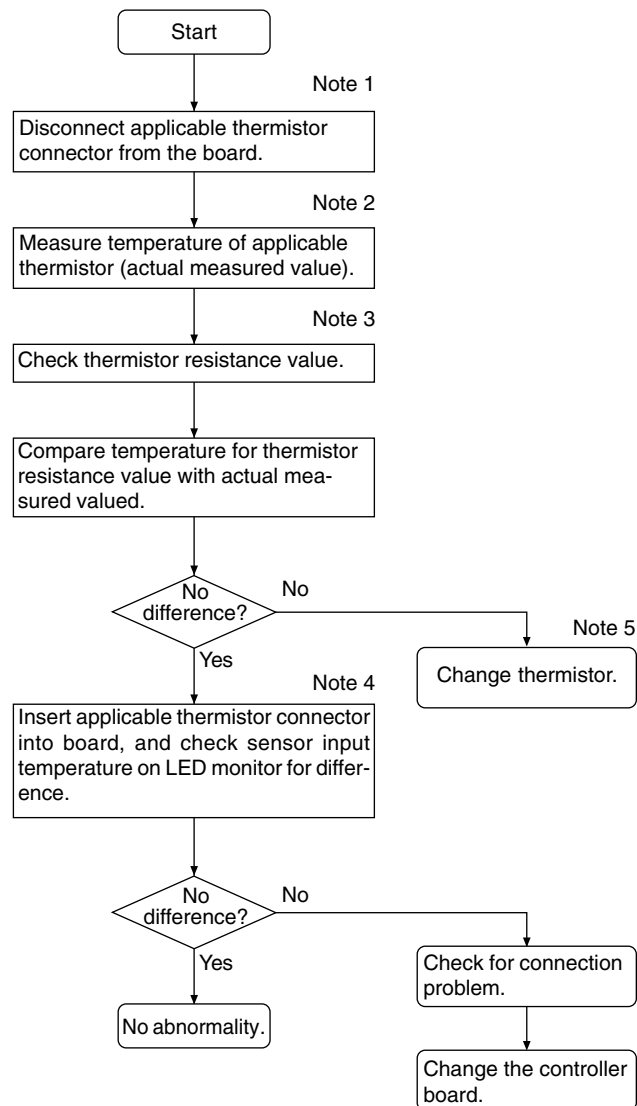 Start
Note 1
Disconnect applicable thermistor
connector from the board.
Note 2
Measure temperature of applicable
thermistor (actual measured value).
Note 3
Check thermistor resistance value.
Compare temperature for thermistor
resistance value with actual mea-
sured valued.
No
difference?
No
Yes
Note 5
Change thermistor.
Note 4
Insert applicable thermistor connector
into board, and check sensor input
temperature on LED monitor for differ-
ence.
No
difference?
No
Yes
No abnormality.
Check for connection
problem.
Change the controller
board.